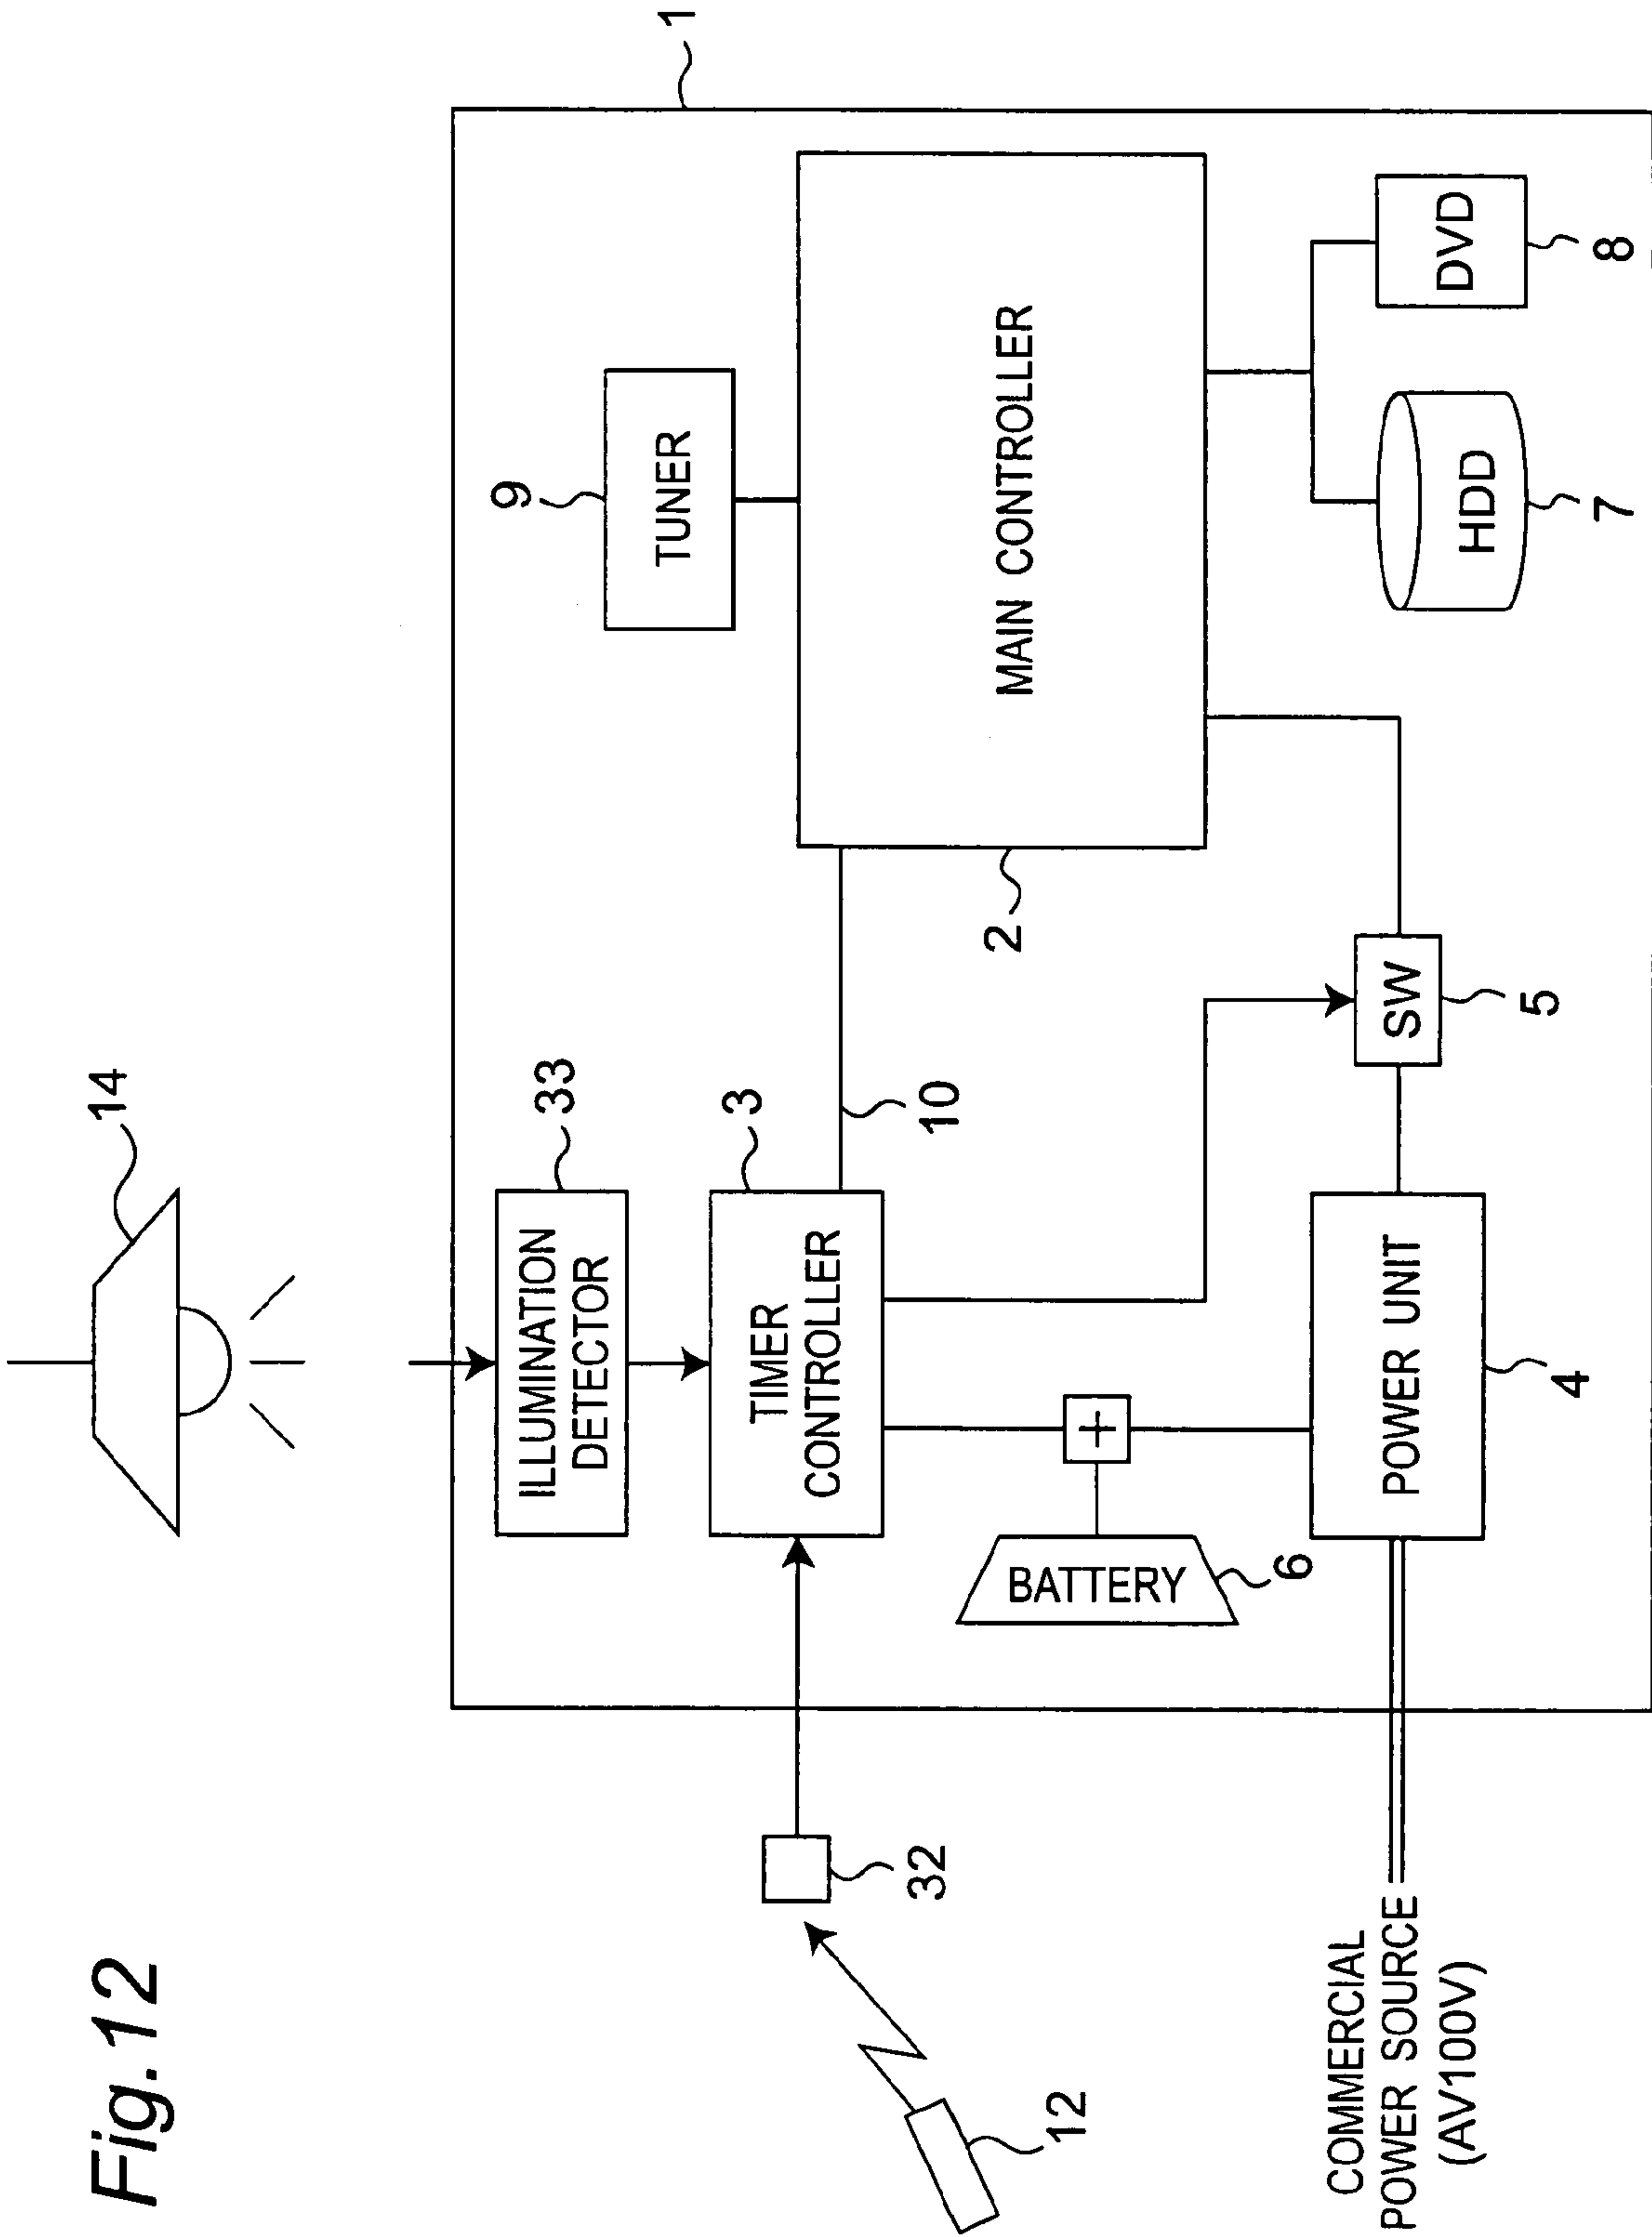 Fig.12
14
1
33
ILLUMINATION
DETECTOR
9
TUNER
3
TIMER
CONTROLLER
MAIN CONTROLLER
32
10
2
12
BATTERY
6
SW
5
COMMERCIAL
POWER SOURCE
(AV100V)
POWER UNIT
4
HDD
7
DVD
8